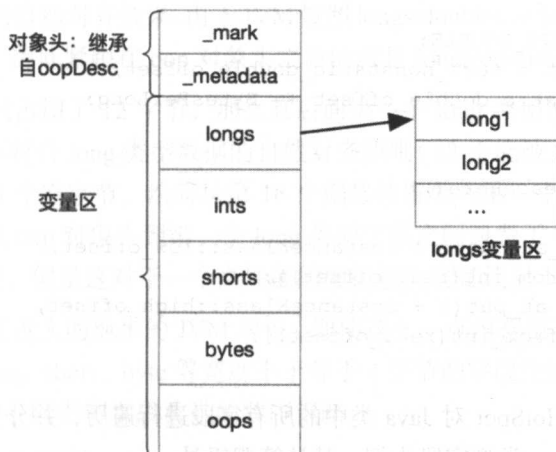 对象头：继承
自oopDesc
_mark
_metadata
longs
ints
shorts
bytes
oops
变量区
long1
long2
...
longs变量区